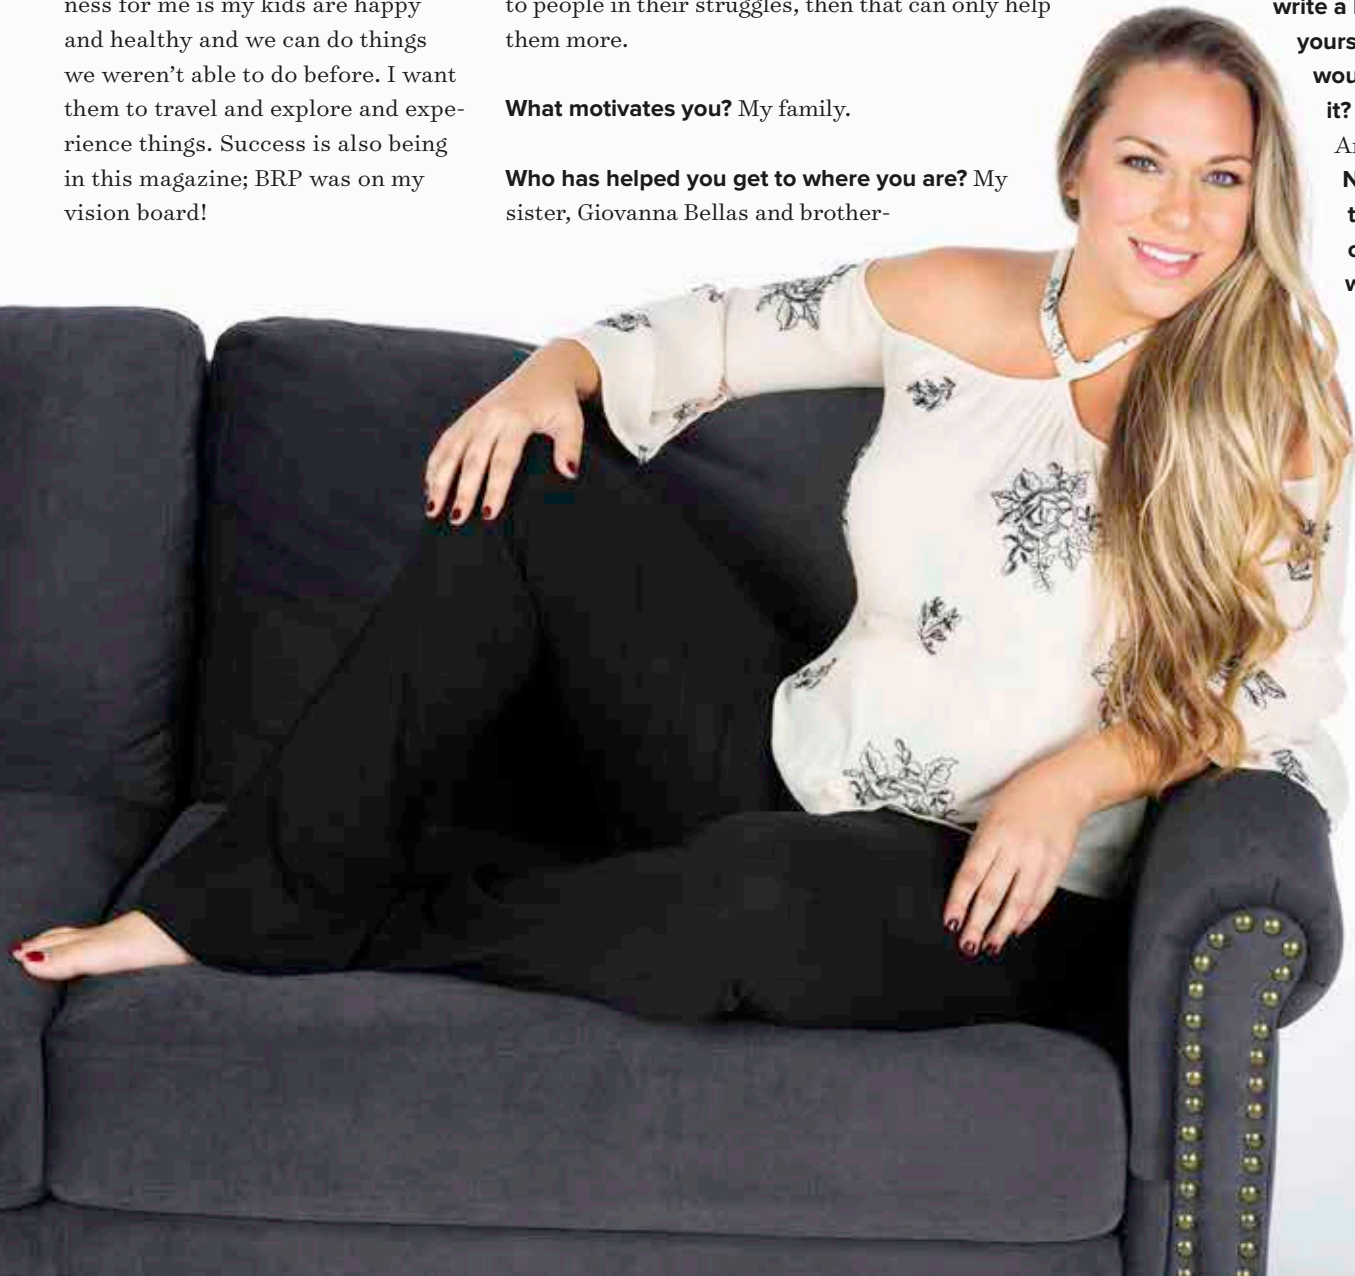 ness for me is my kids are happy
and healthy and we can do things
we weren't able to do before. I want
them to travel and explore and expe-
rience things. Success is also being
in this magazine; BRP was on my
vision board!
to people in their struggles, then that can only help
them more.
What motivates you? My family.
Who has helped you get to where you are? My
sister, Giovanna Bellas and brother-
write a
yours
wou
it?